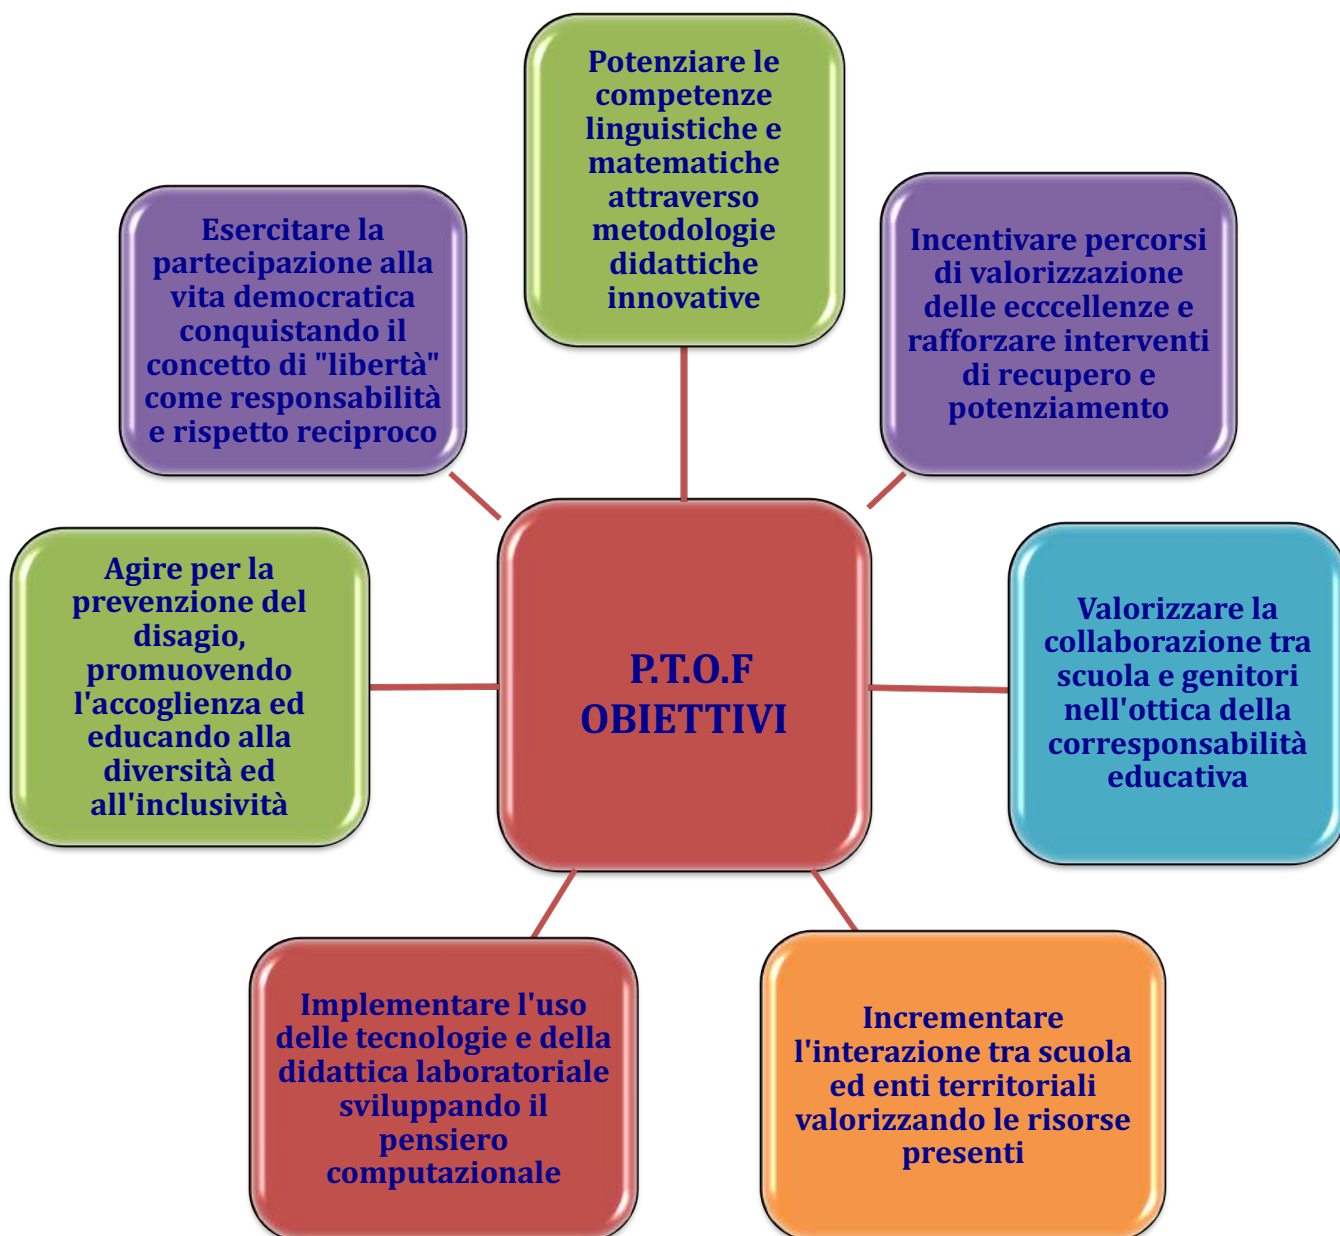 Potenziare le
competenze
linguistiche e
matematiche
attraverso
metodologie
didattiche
innovative
Esercitare la
partecipazione alla
vita democratica
conquistando il
concetto di "libertà"
come responsabilità
e rispetto reciproco
Incentivare percorsi
di valorizzazione
delle ecccellenze e
rafforzare interventi
di recupero e
potenziamento
Agire per la
prevenzione del
disagio,
promuovendo
l'accoglienza ed
educando alla
diversità ed
all'inclusività
P.T.O.F
OBIETTIVI
Valorizzare la
collaborazione tra
scuola e genitori
nell'ottica della
corresponsabilità
educativa
Implementare l'uso
delle tecnologie e della
didattica laboratoriale
sviluppando il
pensiero
computazionale
Incrementare
l'interazione tra scuola
ed enti territoriali
valorizzando le risorse
presenti